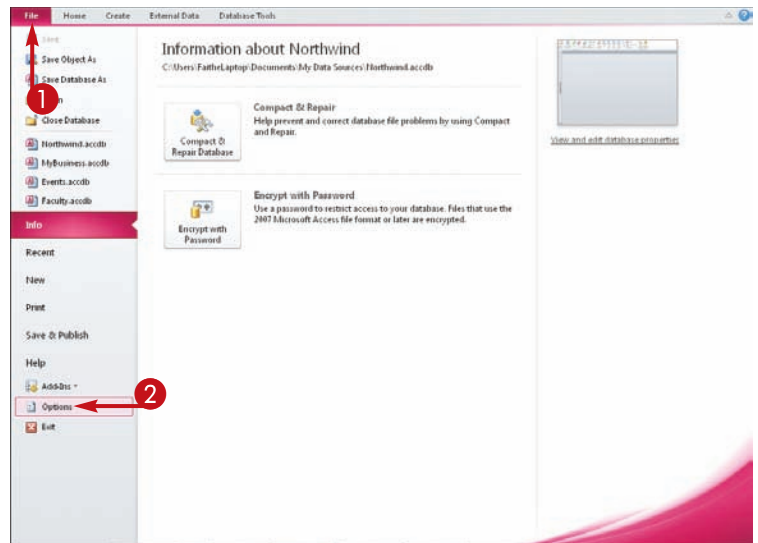 File Home Create External Data Database Tools
Save
Save Object As
Save Database As
Close Database
Northwind.accdb
MyBusiness.accdb
Events.accdb
Faculty.accdb
Info
Recent
New
Print
Save & Publish
Help
Add-Ins
Options
Exit
1
2
Information about Northwind
C:\Users\FaitheLaptop\Documents\My Data Sources\Northwind.accdb
Compact &
Repair Database
Compact & Repair
Help prevent and correct database file problems by using Compact
and Repair.
Encrypt with
Password
Encrypt with Password
Use a password to restrict access to your database. Files that use the
2007 Microsoft Access file format or later are encrypted.
View and edit database properties